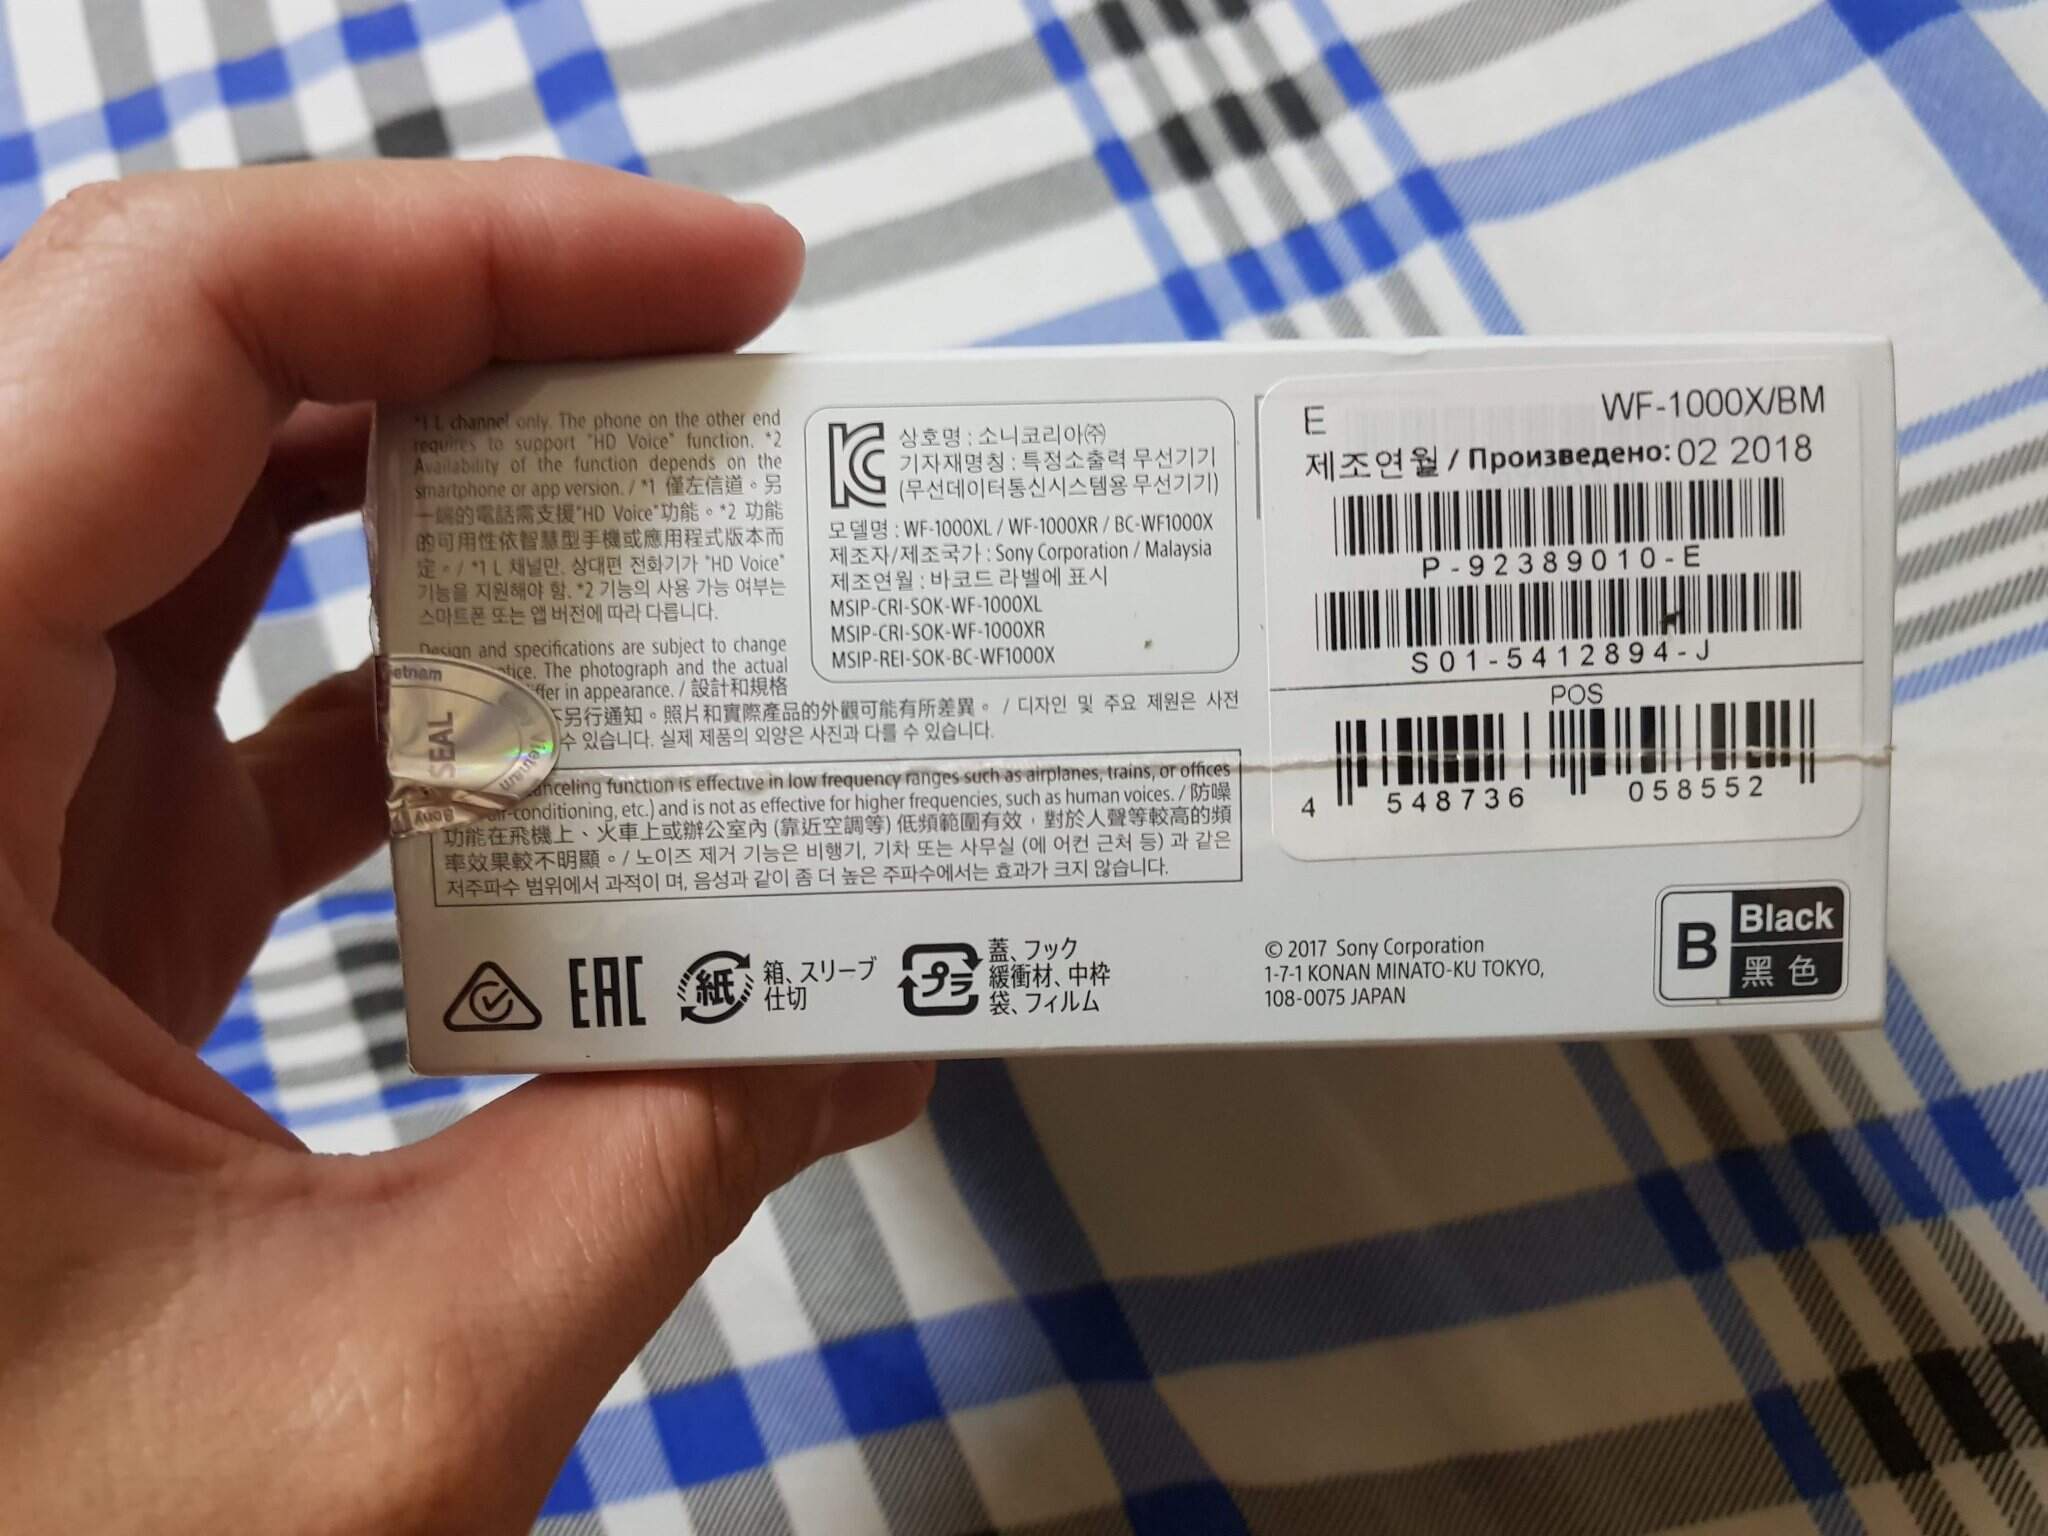 *1 L channel only. The phone on the other end
requires to support "HD Voice" function. *2
Availability of the function depends on the
smartphone or app version. / *1 僅左信道。另
一端的電話需支援"HD Voice"功能。*2 功能
的可用性依智慧型手機或應用程式版本而
定。/ *1 L 채널만. 상대편 전화기가 "HD Voice"
기능을 지원해야 함. *2 기능의 사용 가능 여부는
스마트폰 또는 앱 버전에 따라 다릅니다.
Design and specifications are subject to change
The photograph and the actual
in appearance. / 設計和規格
另行通知。照片和實際產品的外觀可能有所差異。 / 디자인 및 주요 제원은 사전
수 있습니다. 실제 제품의 외양은 사진과 다를 수 있습니다.
function is effective in low frequency ranges such as airplanes, trains, or offices
air-conditioning, etc.) and is not as effective for higher frequencies, such as human voices. / 防噪
功能在飛機上、火車上或辦公室內 (靠近空調等) 低頻範圍有效，對於人聲等較高的頻
率效果較不明顯。/ 노이즈 제거 기능은 비행기, 기차 또는 사무실 (에 어컨 근처 등) 과 같은
저주파수 범위에서 과적이 며, 음성과 같이 좀 더 높은 주파수에서는 효과가 크지 않습니다.
SEAL
Vietnam
Sony
KC
상호명 : 소니코리아㈜
기자재명칭 : 특정소출력 무선기기
(무선데이터통신시스템용 무선기기)
모델명 : WF-1000XL / WF-1000XR / BC-WF1000X
제조자/제조국가 : Sony Corporation / Malaysia
제조연월 : 바코드 라벨에 표시
MSIP-CRI-SOK-WF-1000XL
MSIP-CRI-SOK-WF-1000XR
MSIP-REI-SOK-BC-WF1000X
E WF-1000X/BM
제조연월 / Произведено: 02 2018
P-92389010-E
S01-5412894-J
POS
4 548736 058552
EAC
紙
箱、スリーブ
仕切
プラ
蓋、フック
緩衝材、中枠
袋、フィルム
© 2017 Sony Corporation
1-7-1 KONAN MINATO-KU TOKYO,
108-0075 JAPAN
B
Black
黑 色